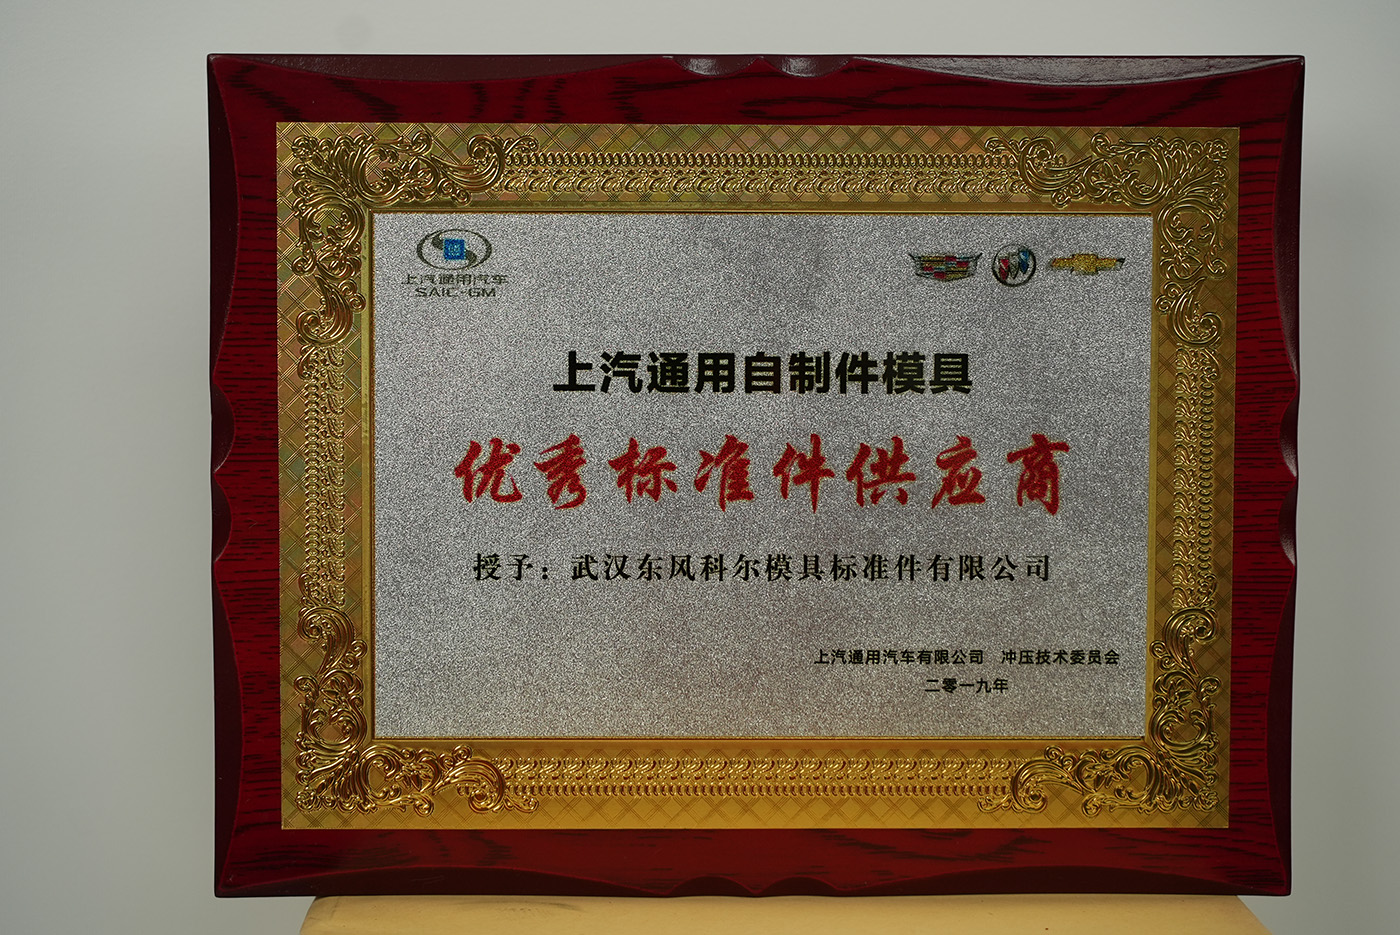 GM
上汽通用汽车
SAIC-GM
上汽通用自制件模具
优秀标准件供应商
授予：武汉东风科尔模具标准件有限公司
上汽通用汽车有限公司 冲压技术委员会
二零一九年